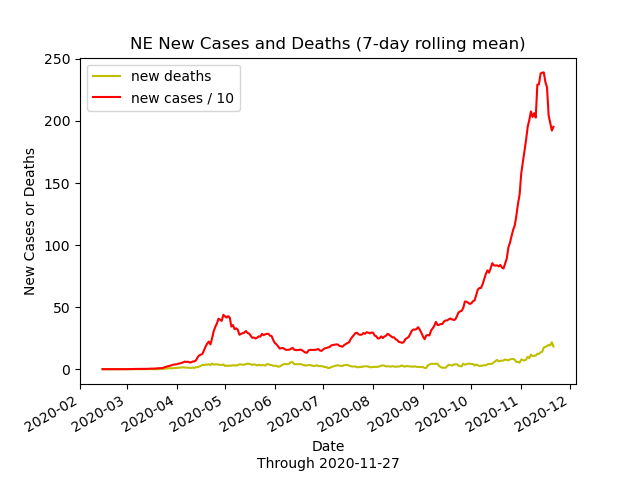 NE New Cases and Deaths (7-day rolling mean)
new deaths
new cases / 10
New Cases or Deaths
250
200
150
100
50
0
2020-02
2020-03
2020-04
2020-05
2020-06
2020-07
2020-08
2020-09
2020-10
2020-11
2020-12
Date
Through 2020-11-27